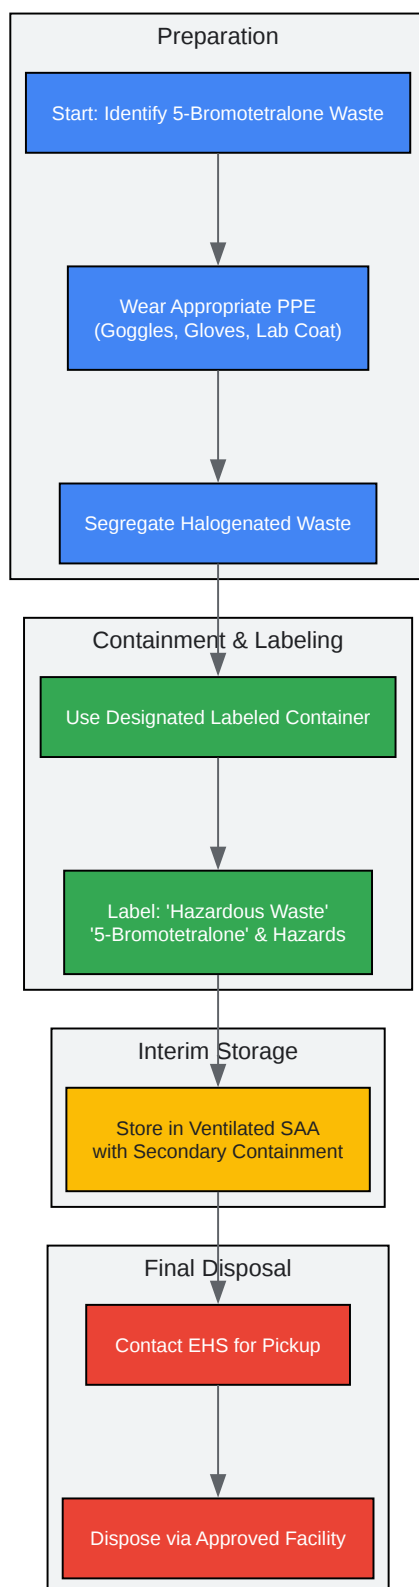 Preparation
Start: Identify 5-Bromotetralone Waste
Wear Appropriate PPE
(Goggles, Gloves, Lab Coat)
Segregate Halogenated Waste
Containment & Labeling
Use Designated Labeled Container
Label: 'Hazardous Waste'
'5-Bromotetralone' & Hazards
Interim Storage
Store in Ventilated SAA
with Secondary Containment
Final Disposal
Contact EHS for Pickup
Dispose via Approved Facility